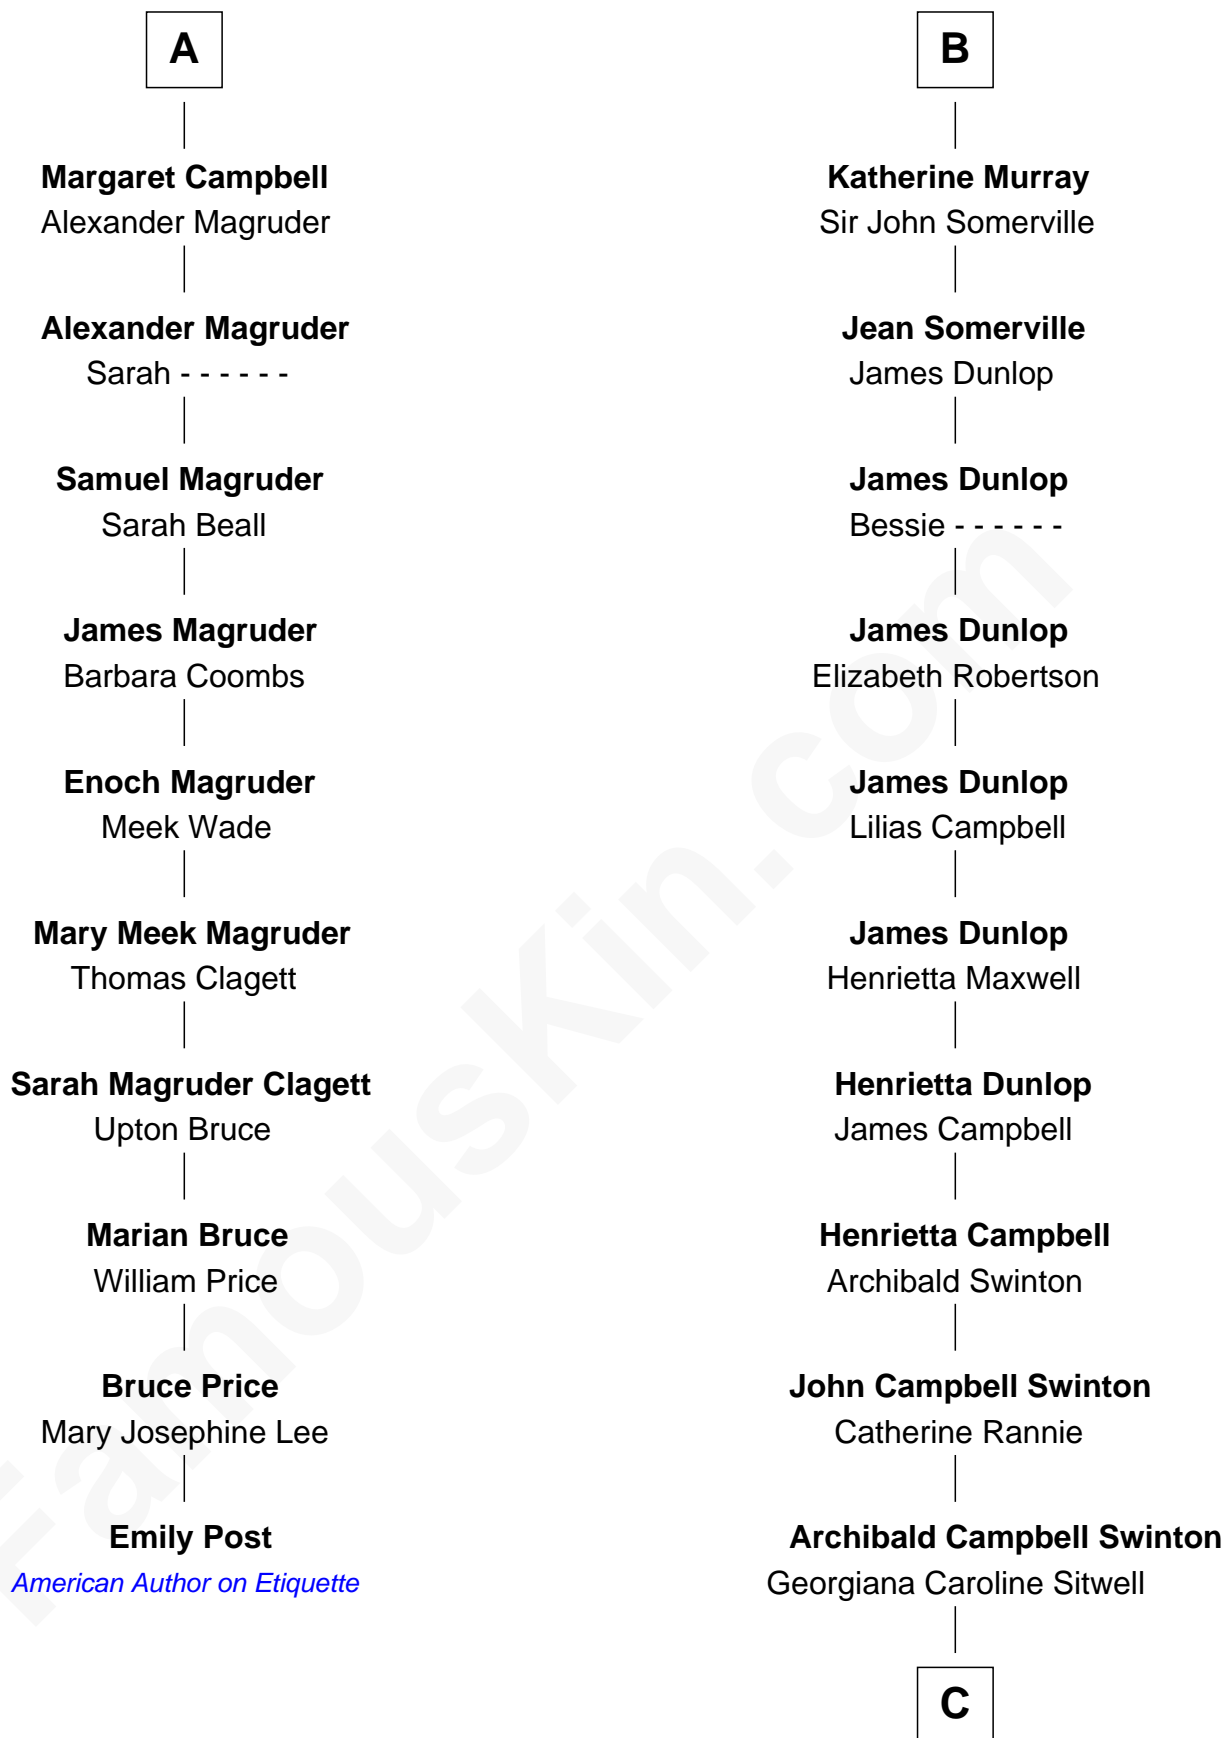 A
Margaret Campbell
Alexander Magruder
Alexander Magruder
Sarah - - - - - -
Samuel Magruder
Sarah Beall
James Magruder
Barbara Coombs
Enoch Magruder
Meek Wade
Mary Meek Magruder
Thomas Clagett
Sarah Magruder Clagett
Upton Bruce
Marian Bruce
William Price
Bruce Price
Mary Josephine Lee
Emily Post
American Author on Etiquette
B
Katherine Murray
Sir John Somerville
Jean Somerville
James Dunlop
James Dunlop
Bessie - - - - - -
James Dunlop
Elizabeth Robertson
James Dunlop
Lilias Campbell
James Dunlop
Henrietta Maxwell
Henrietta Dunlop
James Campbell
Henrietta Campbell
Archibald Swinton
John Campbell Swinton
Catherine Rannie
Archibald Campbell Swinton
Georgiana Caroline Sitwell
C
FamousKin.com